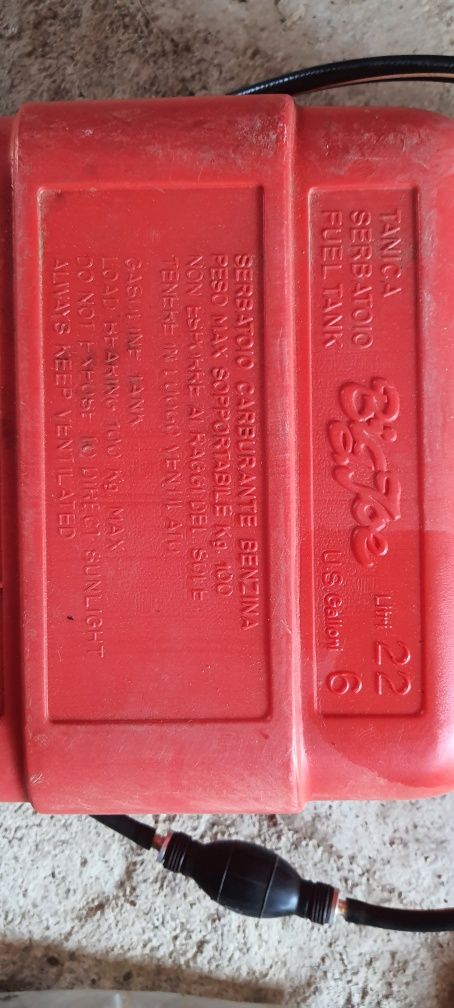 TANICA
SERBATOIO
FUEL TANK
Big Joe
Litri 22
U.S. Galloni 6
SERBATOIO CARBURANTE BENZINA
PESO MAX SOPPORTABILE Kg 100
NON ESPORRE AI RAGGI DEL SOLE
TENERE IN LUOGO VENTILATO
GASOLINE TANK
LOAD BEARING 100 Kg MAX
DO NOT EXPOSE TO DIRECT SUNLIGHT
ALWAYS KEEP VENTILATED